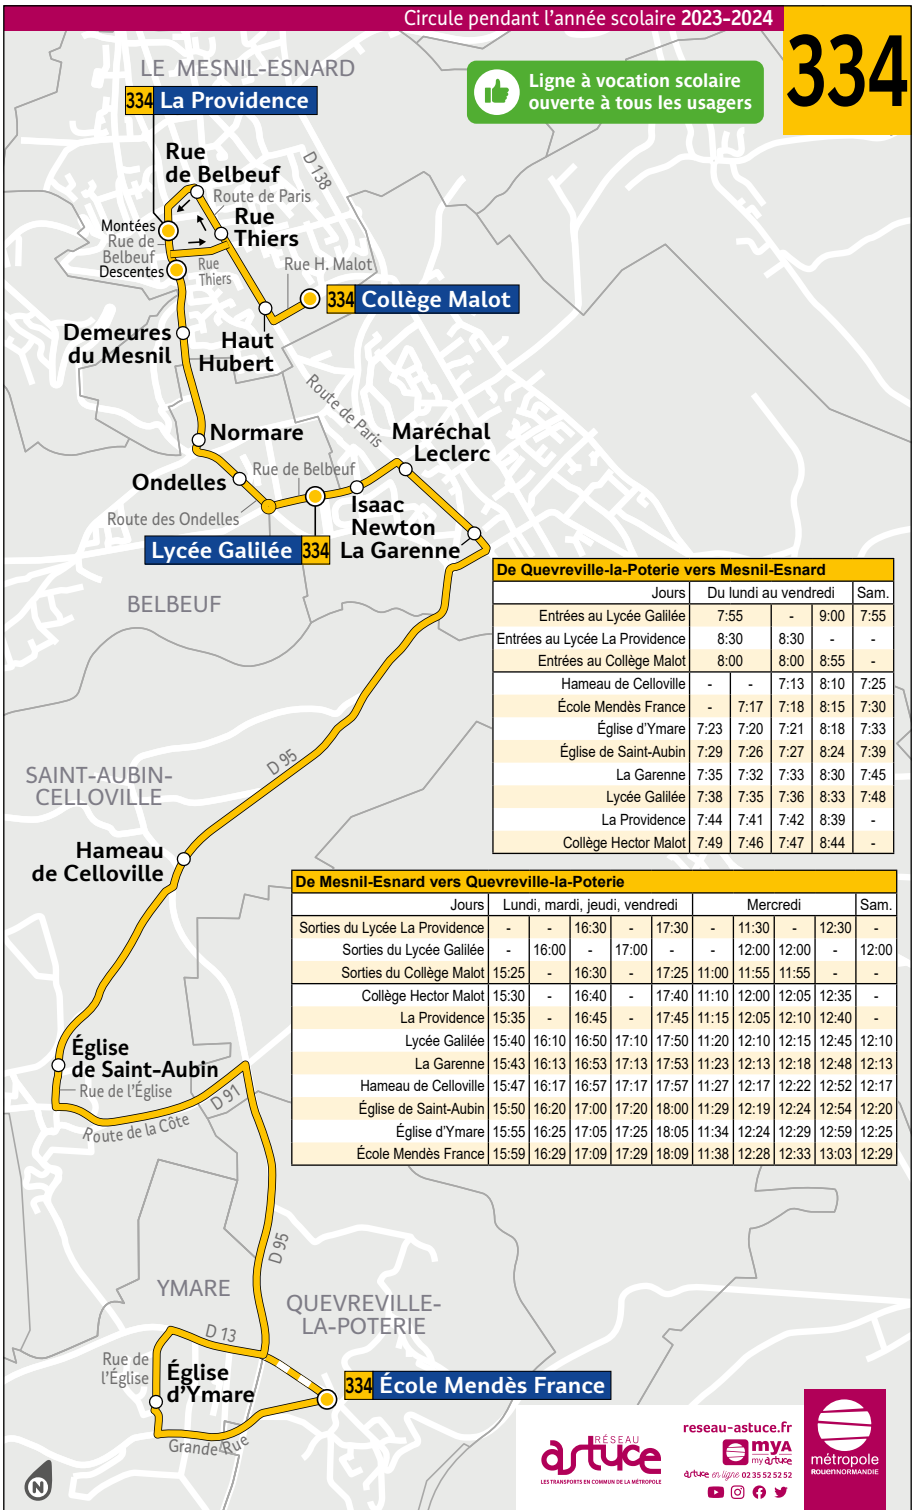 Circule pendant l'année scolaire 2023-2024
334
Ligne à vocation scolaire
ouverte à tous les usagers
LE MESNIL-ESNARD
334 La Providence
D 138
Rue
de Belbeuf
Route de Paris
Montées
Rue
Thiers
Rue de
Belbeuf
Descentes
Rue
Thiers
Rue H. Malot
334 Collège Malot
Demeures
du Mesnil
Haut
Hubert
Route de Paris
Normare
Maréchal
Leclerc
Ondelles
Rue de Belbeuf
Route des Ondelles
Isaac
Newton
La Garenne
Lycée Galilée 334
BELBEUF
De Quevreville-la-Poterie vers Mesnil-Esnard
Jours Du lundi au vendredi Sam.
Entrées au Lycée Galilée 7:55 - 9:00 7:55
Entrées au Lycée La Providence 8:30 8:30 - -
Entrées au Collège Malot 8:00 8:00 8:55 -
Hameau de Celloville - - 7:13 8:10 7:25
École Mendès France - 7:17 7:18 8:15 7:30
Église d'Ymare 7:23 7:20 7:21 8:18 7:33
Église de Saint-Aubin 7:29 7:26 7:27 8:24 7:39
La Garenne 7:35 7:32 7:33 8:30 7:45
Lycée Galilée 7:38 7:35 7:36 8:33 7:48
La Providence 7:44 7:41 7:42 8:39 -
Collège Hector Malot 7:49 7:46 7:47 8:44 -
D 95
SAINT-AUBIN-
CELLOVILLE
Hameau
de Celloville
De Mesnil-Esnard vers Quevreville-la-Poterie
Jours Lundi, mardi, jeudi, vendredi Mercredi Sam.
Sorties du Lycée La Providence - - 16:30 - 17:30 - 11:30 - 12:30 -
Sorties du Lycée Galilée - 16:00 - 17:00 - - 12:00 12:00 - 12:00
Sorties du Collège Malot 15:25 - 16:30 - 17:25 11:00 11:55 11:55 - -
Collège Hector Malot 15:30 - 16:40 - 17:40 11:10 12:00 12:05 12:35 -
La Providence 15:35 - 16:45 - 17:45 11:15 12:05 12:10 12:40 -
Lycée Galilée 15:40 16:10 16:50 17:10 17:50 11:20 12:10 12:15 12:45 12:10
La Garenne 15:43 16:13 16:53 17:13 17:53 11:23 12:13 12:18 12:48 12:13
Hameau de Celloville 15:47 16:17 16:57 17:17 17:57 11:27 12:17 12:22 12:52 12:17
Église de Saint-Aubin 15:50 16:20 17:00 17:20 18:00 11:29 12:19 12:24 12:54 12:20
Église d'Ymare 15:55 16:25 17:05 17:25 18:05 11:34 12:24 12:29 12:59 12:25
École Mendès France 15:59 16:29 17:09 17:29 18:09 11:38 12:28 12:33 13:03 12:29
Église
de Saint-Aubin
Rue de l'Église
D 91
Route de la Côte
D 95
YMARE
QUEVREVILLE-
LA-POTERIE
D 13
Rue de
l'Église
Église
d'Ymare
334 École Mendès France
Grande Rue
N
RÉSEAU
astuce
LES TRANSPORTS EN COMMUN DE LA MÉTROPOLE
reseau-astuce.fr
myA
my astuce
astuce en ligne 02 35 52 52 52
métropole
ROUENNORMANDIE